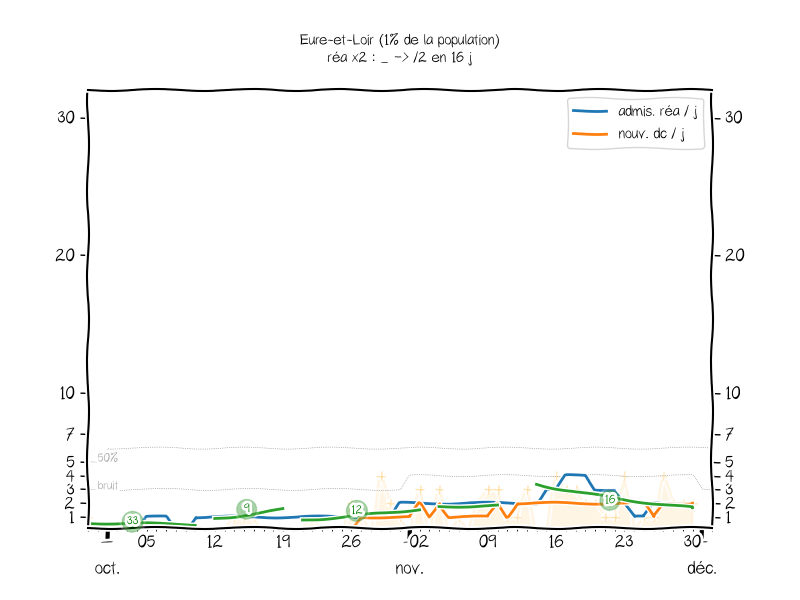 Eure-et-Loir (1% de la population)
réa x2 : _ -> /2 en 16 j
admis. réa / j
nouv. dc / j
30 30
20 20
10 10
7 7
5 50% 5
4 4
3 bruit 3
2 2
1 1
33 9 12 16
05 12 19 26 02 09 16 23 30
oct. nov. déc.